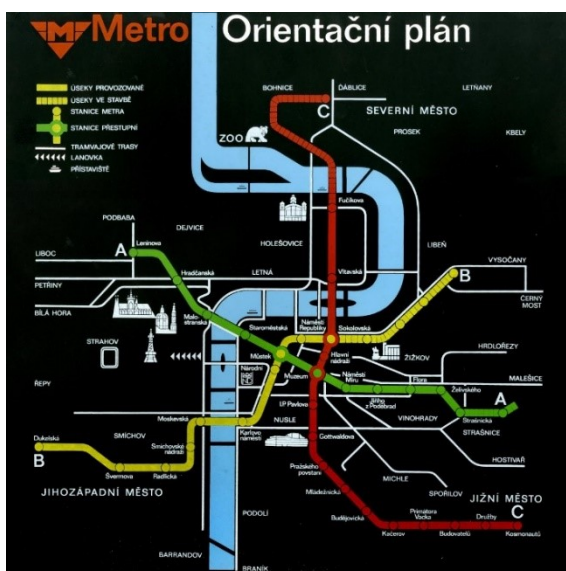 M Metro Orientační plán
ÚSEKY PROVOZOVANÉ
ÚSEKY VE STAVBĚ
STANICE METRA
STANICE PŘESTUPNÍ
TRAMVAJOVÉ TRASY
LANOVKA
PŘÍSTAVIŠTĚ
BOHNICE
ĎÁBLICE
LETŇANY
C
SEVERNÍ MĚSTO
PROSEK
KBELY
ZOO
Fučíkova
PODBABA
DEJVICE
HOLEŠOVICE
LIBEŇ
LIBOC
A
Leninova
VYSOČANY
Hradčanská
LETNÁ
Vltavská
B
PETŘINY
BÍLÁ HORA
ČERNÝ
MOST
Malo-
stranská
Staroměstská
Náměstí
Republiky
Sokolovská
STRAHOV
Můstek
Hlavní
nádraží
ŽIŽKOV
HRDLOŘEZY
MALEŠICE
Národní
Muzeum
Náměstí
Míru
Flora
Želivského
ŘEPY
I.P.Pavlova
Jiřího
z Poděbrad
A
VINOHRADY
Strašnická
STRAŠNICE
Moskevská
Karlovo
náměstí
NUSLE
Dukelská
SMÍCHOV
Smíchovské
nádraží
Gottwaldova
B
Švermova
Radlická
HOSTIVAŘ
Pražského
povstání
MICHLE
SPOŘILOV
JIHOZÁPADNÍ MĚSTO
Mládežnická
JIŽNÍ MĚSTO
PODOLÍ
Budějovická
Primátora
Vacka
Družby
C
Kačerov
Budovatelů
Kosmonautů
BARRANDOV
BRANÍK